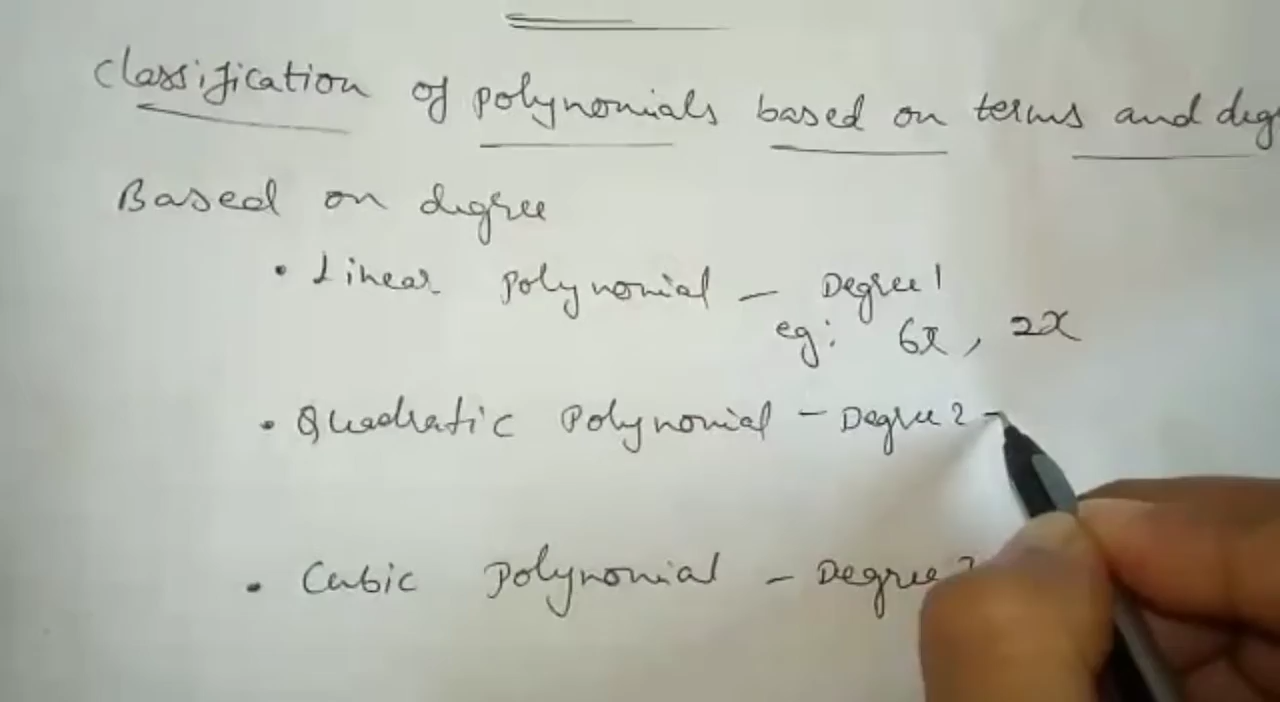 Classification of polynomials based on terms and deg
Based on degree
• Linear Polynomial – Degree 1
eg: 6x, 2x
• Quadratic Polynomial – Degree 2 –
• Cubic Polynomial – Degree